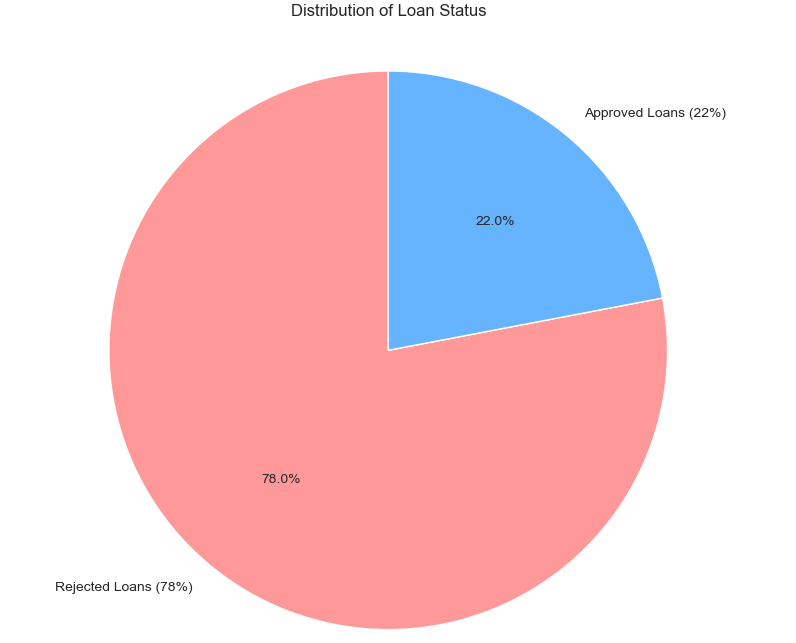 Distribution of Loan Status
Approved Loans (22%)
22.0%
78.0%
Rejected Loans (78%)